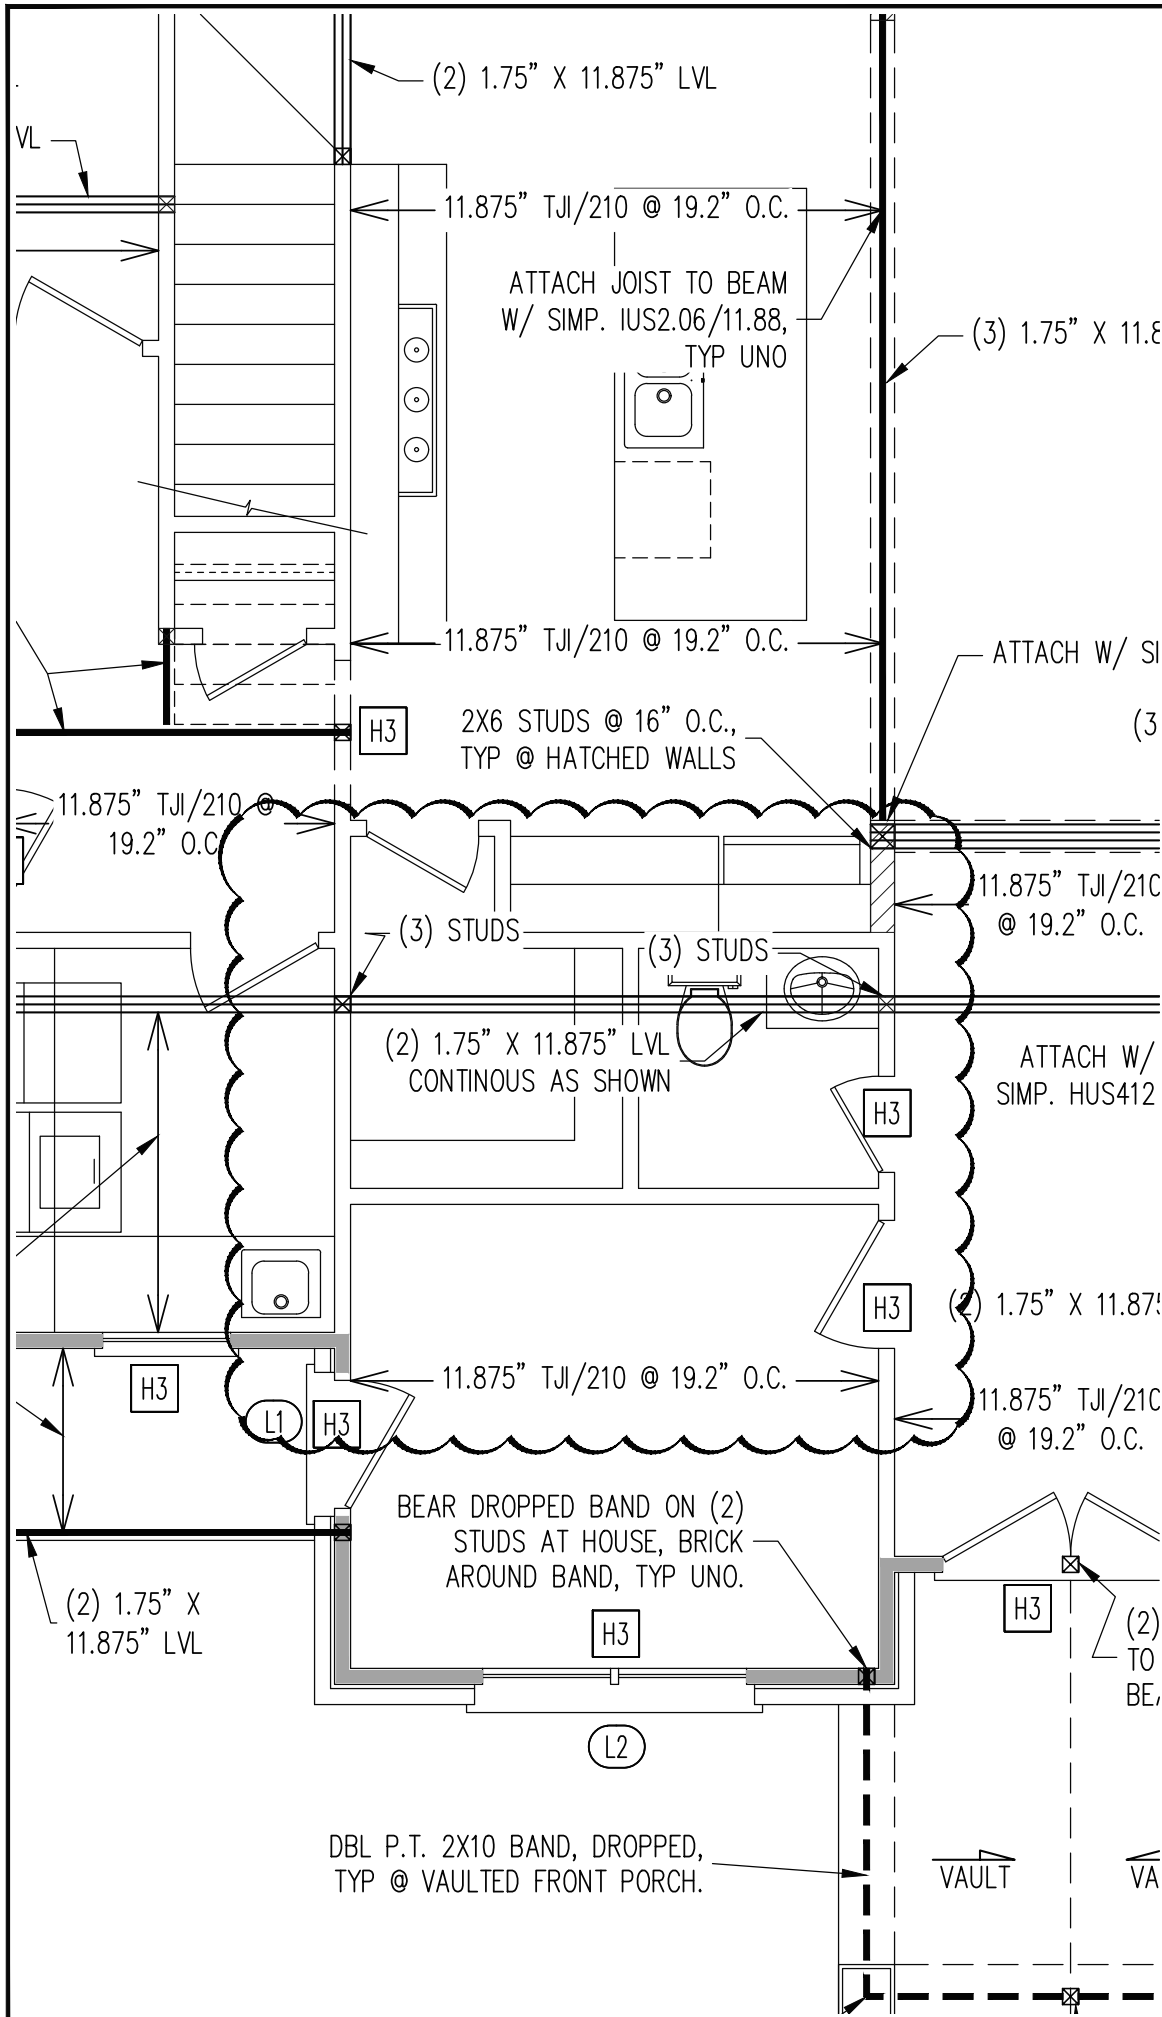 (2) 1.75” X 11.875” LVL
VL
11.875” TJI/210 @ 19.2” O.C.
ATTACH JOIST TO BEAM
W/ SIMP. IUS2.06/11.88,
TYP UNO
(3) 1.75” X 11.8
11.875” TJI/210 @ 19.2” O.C.
ATTACH W/ SI
2X6 STUDS @ 16” O.C.,
TYP @ HATCHED WALLS
(3
H3
11.875” TJI/210 @
19.2” O.C
11.875” TJI/210
@ 19.2” O.C.
(3) STUDS
(3) STUDS
(2) 1.75” X 11.875” LVL
CONTINOUS AS SHOWN
ATTACH W/
SIMP. HUS412
H3
H3
(2) 1.75” X 11.875
H3
11.875” TJI/210 @ 19.2” O.C.
11.875” TJI/210
@ 19.2” O.C.
L1
H3
BEAR DROPPED BAND ON (2)
STUDS AT HOUSE, BRICK
AROUND BAND, TYP UNO.
(2) 1.75” X
11.875” LVL
H3
H3
(2)
TO
BE
L2
DBL P.T. 2X10 BAND, DROPPED,
TYP @ VAULTED FRONT PORCH.
VAULT
VA